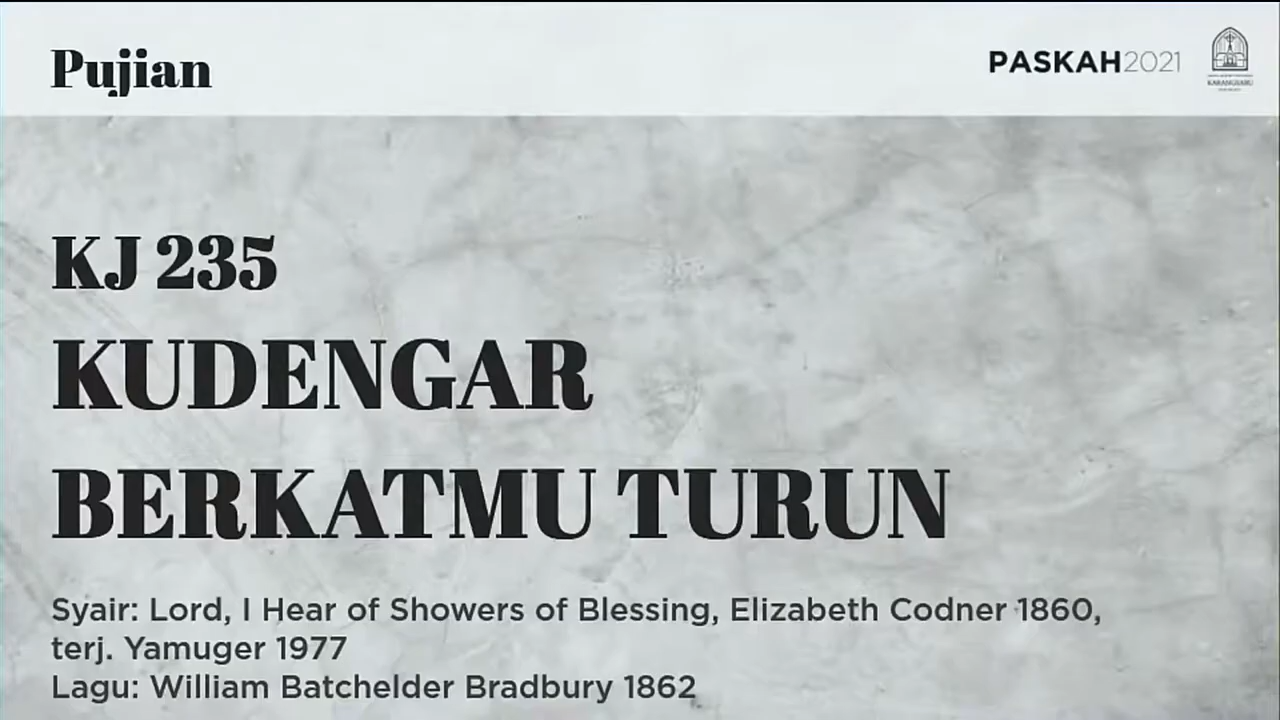 Pujian
PASKAH2021
KARANGSARU
KJ 235
KUDENGAR
BERKATMU TURUN
Syair: Lord, I Hear of Showers of Blessing, Elizabeth Codner 1860,
terj. Yamuger 1977
Lagu: William Batchelder Bradbury 1862